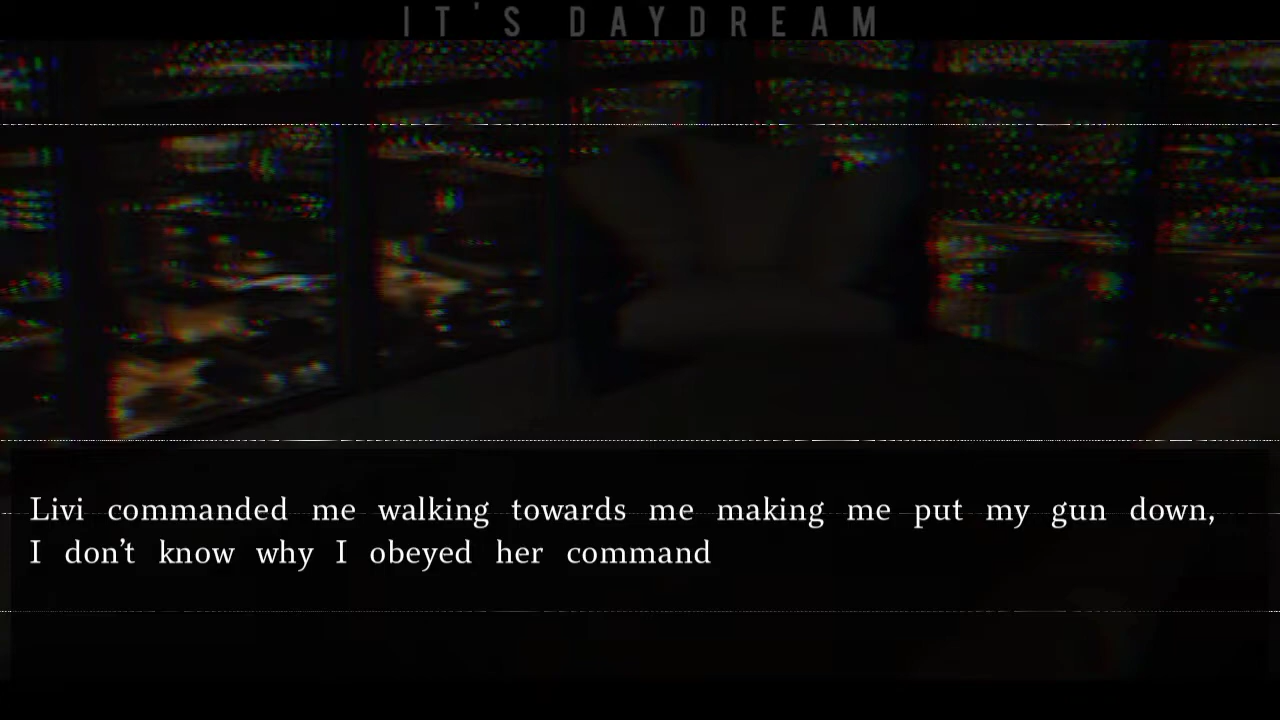 IT'S DAYDREAM
Livi commanded me walking towards me making me put my gun down,
I don't know why I obeyed her command